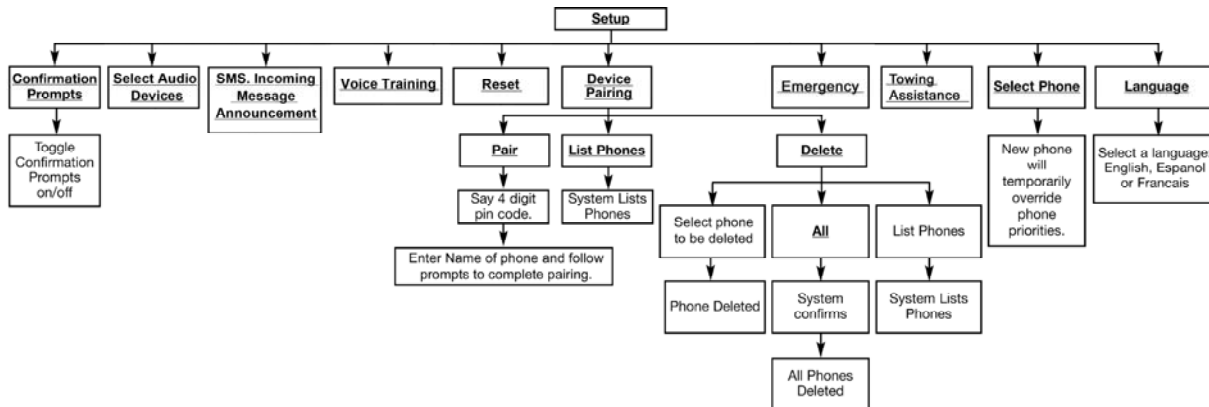 Setup
Confirmation
Prompts
Select Audio
Devices
SMS. Incoming
Message
Announcement
Voice Training
Reset
Device
Pairing
Emergency
Towing
Assistance
Select Phone
Language
Toggle
Confirmation
Prompts
on/off
Pair
List Phones
Delete
New phone
will
temporarily
override
phone
priorities.
Select a language:
English, Espanol
or Francais
Say 4 digit
pin code.
System Lists
Phones
Select phone
to be deleted
All
List Phones
Enter Name of phone and follow
prompts to complete pairing.
Phone Deleted
System
confirms
System Lists
Phones
All Phones
Deleted